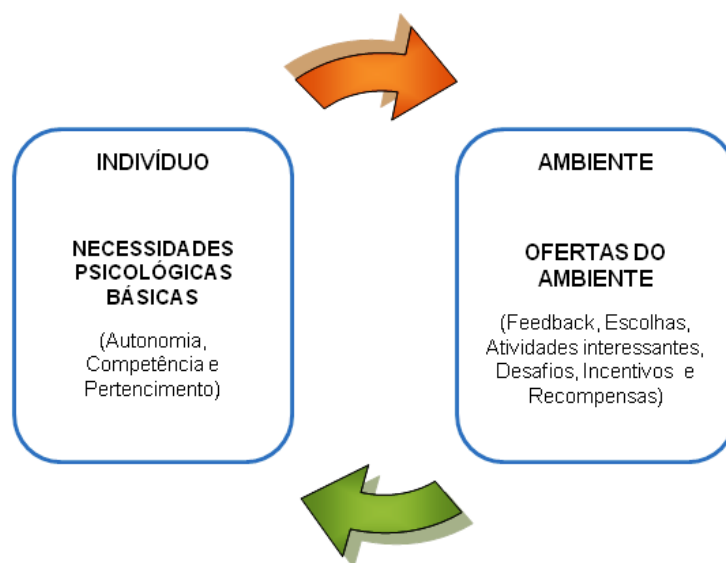 INDIVÍDUO
NECESSIDADES
PSICOLÓGICAS
BÁSICAS
(Autonomia,
Competência e
Pertencimento)
AMBIENTE
OFERTAS DO
AMBIENTE
(Feedback, Escolhas,
Atividades interessantes,
Desafios, Incentivos e
Recompensas)